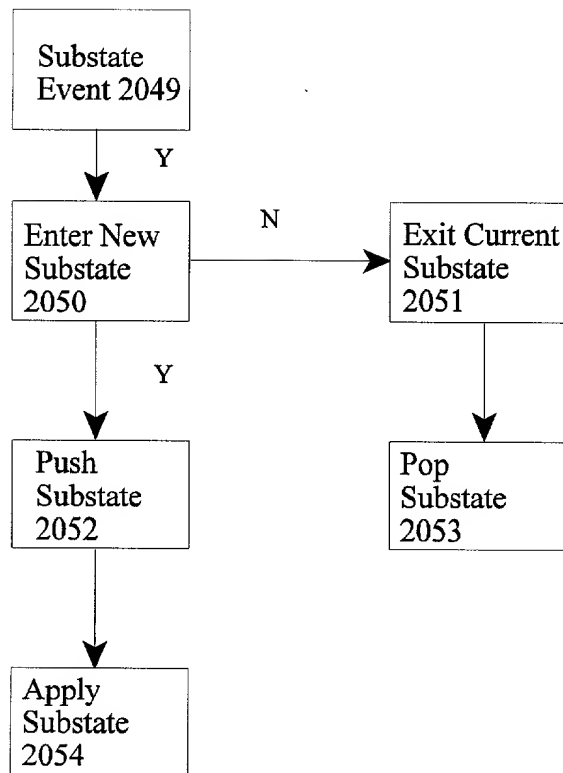 Substate
Event 2049
Y
Enter New
Substate
2050
N
Exit Current
Substate
2051
Y
Push
Substate
2052
Pop
Substate
2053
Apply
Substate
2054